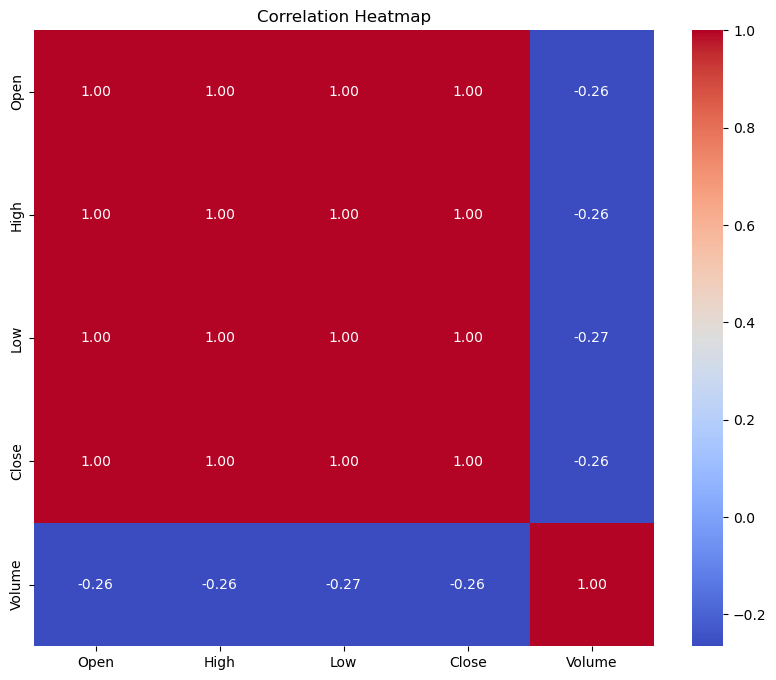 Correlation Heatmap
Open 1.00 1.00 1.00 1.00 -0.26
High 1.00 1.00 1.00 1.00 -0.26
Low 1.00 1.00 1.00 1.00 -0.27
Close 1.00 1.00 1.00 1.00 -0.26
Volume -0.26 -0.26 -0.27 -0.26 1.00
Open High Low Close Volume
1.0
0.8
0.6
0.4
0.2
0.0
−0.2